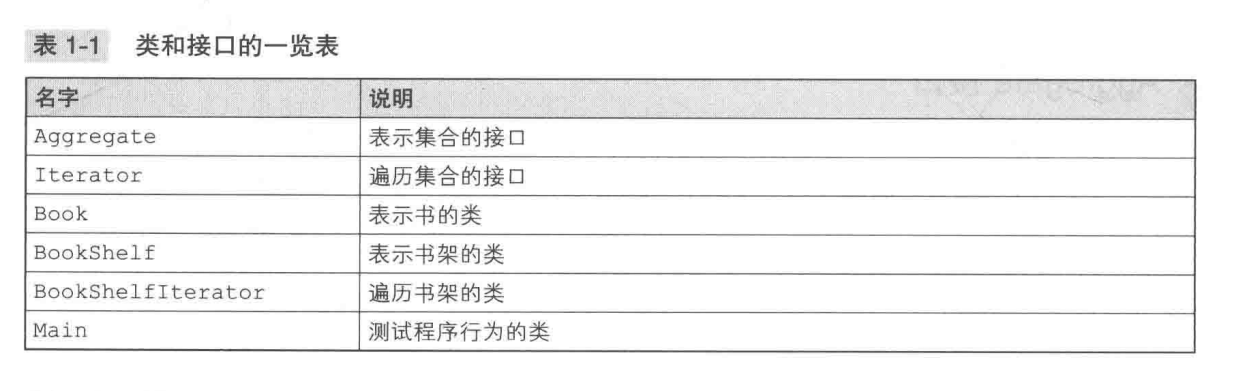 表 1-1 类和接口的一览表
名字 说明
Aggregate 表示集合的接口
Iterator 遍历集合的接口
Book 表示书的类
BookShelf 表示书架的类
BookShelfIterator 遍历书架的类
Main 测试程序行为的类